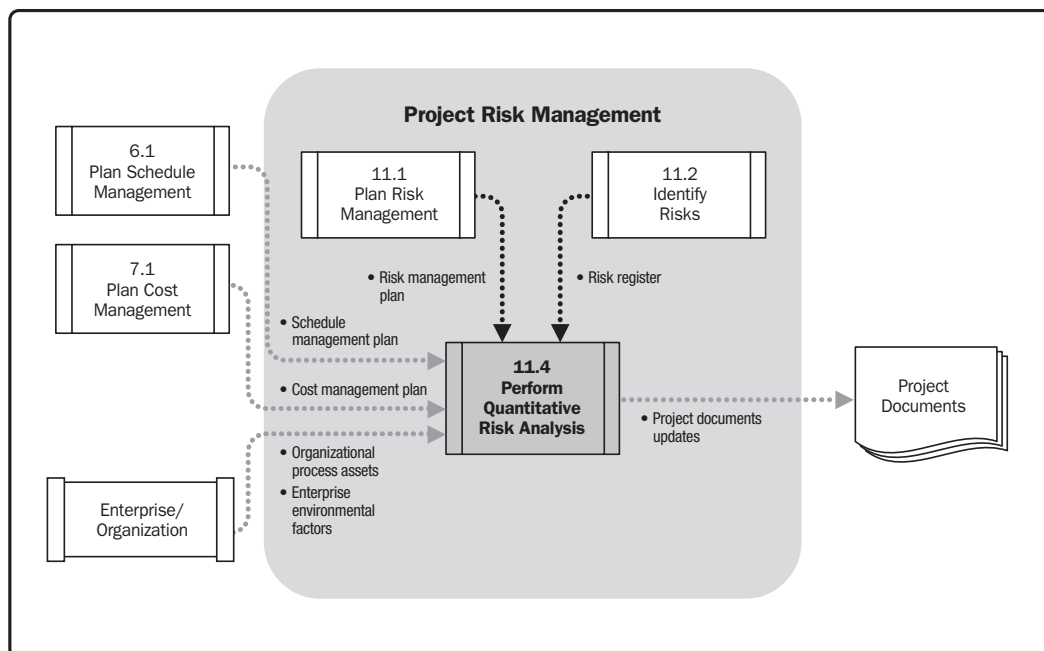 Project Risk Management
6.1
Plan Schedule
Management
11.1
Plan Risk
Management
11.2
Identify
Risks
7.1
Plan Cost
Management
• Risk management
plan
• Risk register
• Schedule
management plan
• Cost management plan
11.4
Perform
Quantitative
Risk Analysis
Project
Documents
• Project documents
updates
• Organizational
process assets
• Enterprise
environmental
factors
Enterprise/
Organization